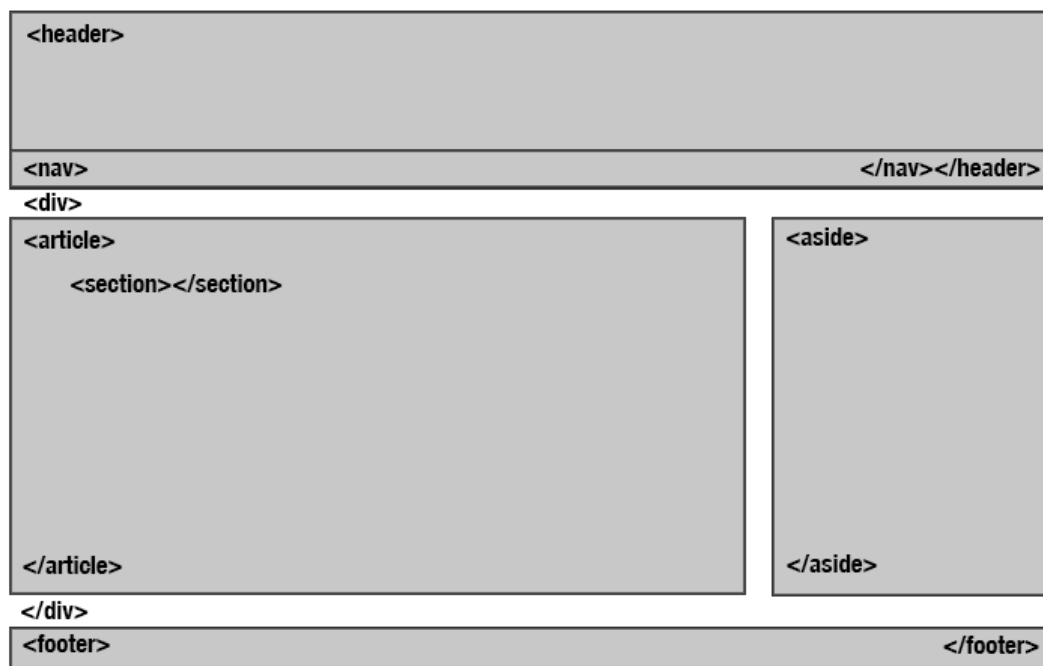 <header>
<nav> </nav></header>
<div>
<article> <aside>
<section></section>
</article> </aside>
</div>
<footer> </footer>